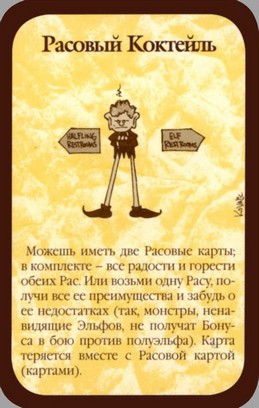 Расовый Коктейль
HALFLING
RESTROOMS
ELF
RESTROOMS
Можешь иметь две Расовые карты;
в комплекте – все радости и горести
обеих Рас. Или возьми одну Расу, по-
лучи все ее преимущества и забудь о
ее недостатках (так, монстры, нена-
видящие Эльфов, не получат Бону-
са в бою против полуэльфа). Карта
теряется вместе с Расовой картой
(картами).